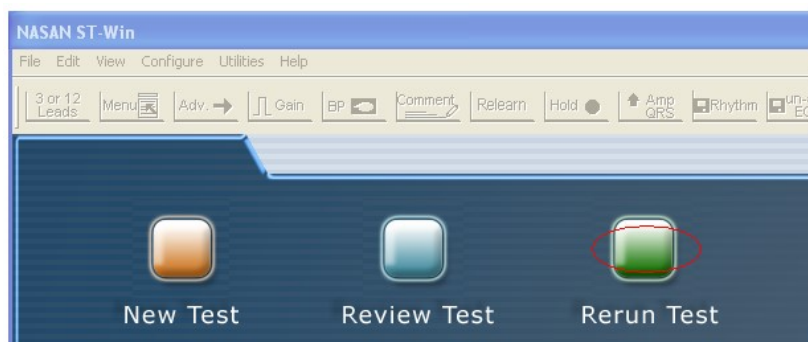 NASAN ST-Win
File Edit View Configure Utilities Help
3 or 12 Leads Menu Adv. Gain BP Comment Relearn Hold Amp QRS Rhythm
New Test Review Test Rerun Test